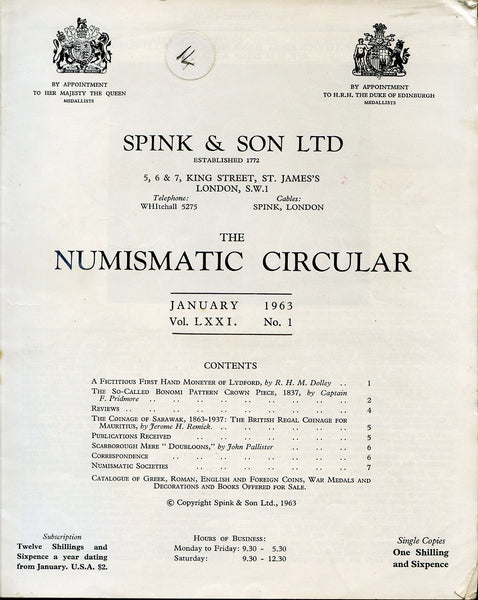 BY APPOINTMENT
TO HER MAJESTY THE QUEEN
MEDALLISTS
BY APPOINTMENT
TO H.R.H. THE DUKE OF EDINBURGH
MEDALLISTS
SPINK & SON LTD
ESTABLISHED 1772
5, 6 & 7, KING STREET, ST. JAMES'S
LONDON, S.W.1
Telephone: Cables:
WHItehall 5275 SPINK, LONDON
THE
NUMISMATIC CIRCULAR
JANUARY 1963
Vol. LXXI. No. 1
CONTENTS
A Fictitious First Hand Moneyer of Lydford, by R. H. M. Dolley .. 1
The So-Called Bonomi Pattern Crown Piece, 1837, by Captain
F. Pridmore .. .. .. .. .. .. .. .. .. 2
Reviews .. .. .. .. .. .. .. .. .. .. 4
The Coinage of Sarawak, 1863-1937: The British Regal Coinage for
Mauritius, by Jerome H. Remick .. .. .. .. .. .. 5
Publications Received .. .. .. .. .. .. .. .. 5
Scarborough Mere " Doubloons," by John Pallister .. .. .. 6
Correspondence .. .. .. .. .. .. .. .. 6
Numismatic Societies .. .. .. .. .. .. .. .. 7
Catalogue of Greek, Roman, English and Foreign Coins, War Medals and
Decorations and Books Offered for Sale.
© Copyright Spink & Son Ltd., 1963
Subscription
Twelve Shillings and
Sixpence a year dating
from January. U.S.A. $2.
Hours of Business:
Monday to Friday: 9.30 - 5.30
Saturday: 9.30 - 12.30
Single Copies
One Shilling
and Sixpence